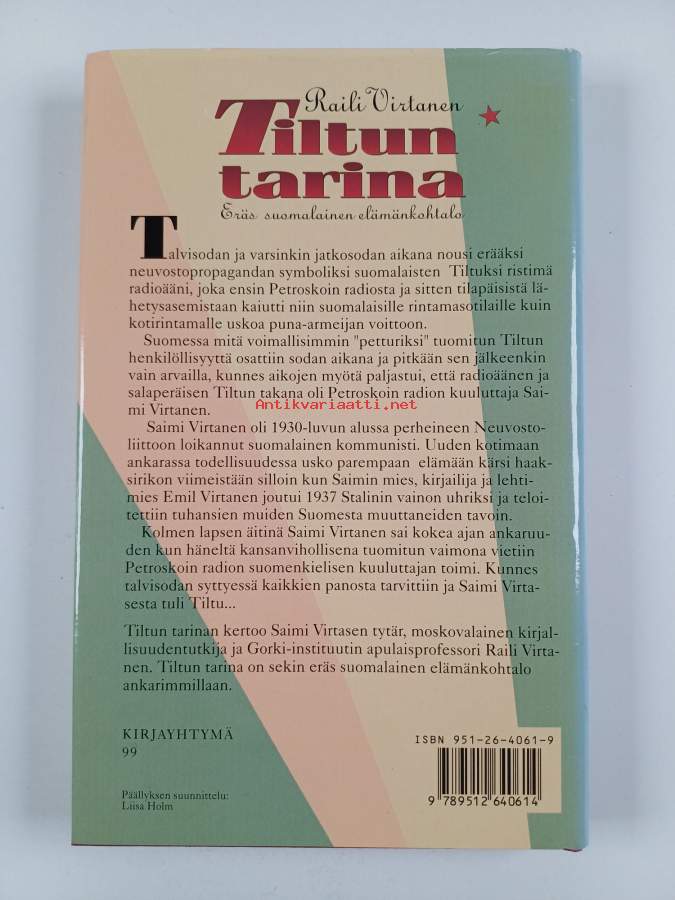 Raili Virtanen
Tiltun
tarina
Eräs suomalainen elämänkohtalo
Talvisodan ja varsinkin jatkosodan aikana nousi erääksi
neuvostopropagandan symboliksi suomalaisten Tiltuksi ristimä
radioääni, joka ensin Petroskoin radiosta ja sitten tilapäisistä lä-
hetysasemistaan kaiutti niin suomalaisille rintamasotilaille kuin
kotirintamalle uskoa puna-armeijan voittoon.
Suomessa mitä voimallisimmin "petturiksi" tuomitun Tiltun
henkilöllisyyttä osattiin sodan aikana ja pitkään sen jälkeenkin
vain arvailla, kunnes aikojen myötä paljastui, että radioäänen ja
salaperäisen Tiltun takana oli Petroskoin radion kuuluttaja Sai-
mi Virtanen.
Antikvariaatti.net
Saimi Virtanen oli 1930-luvun alussa perheineen Neuvosto-
liittoon loikannut suomalainen kommunisti. Uuden kotimaan
ankarassa todellisuudessa usko parempaan elämään kärsi haak-
sirikon viimeistään silloin kun Saimin mies, kirjailija ja lehti-
mies Emil Virtanen joutui 1937 Stalinin vainon uhriksi ja teloi-
tettiin tuhansien muiden Suomesta muuttaneiden tavoin.
Kolmen lapsen äitinä Saimi Virtanen sai kokea ajan ankaruu-
den kun häneltä kansanvihollisena tuomitun vaimona vietiin
Petroskoin radion suomenkielisen kuuluttajan toimi. Kunnes
talvisodan syttyessä kaikkien panosta tarvittiin ja Saimi Virta-
sesta tuli Tiltu...
Tiltun tarinan kertoo Saimi Virtasen tytär, moskovalainen kirjal-
lisuudentutkija ja Gorki-instituutin apulaisprofessori Raili Virta-
nen. Tiltun tarina on sekin eräs suomalainen elämänkohtalo
ankarimmillaan.
KIRJAYHTYMÄ
99
ISBN 951-26-4061-9
9 789512 640614
Päällyksen suunnittelu:
Liisa Holm